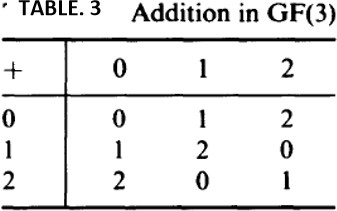 TABLE. 3 Addition in GF(3)
+ 0 1 2
0 0 1 2
1 1 2 0
2 2 0 1